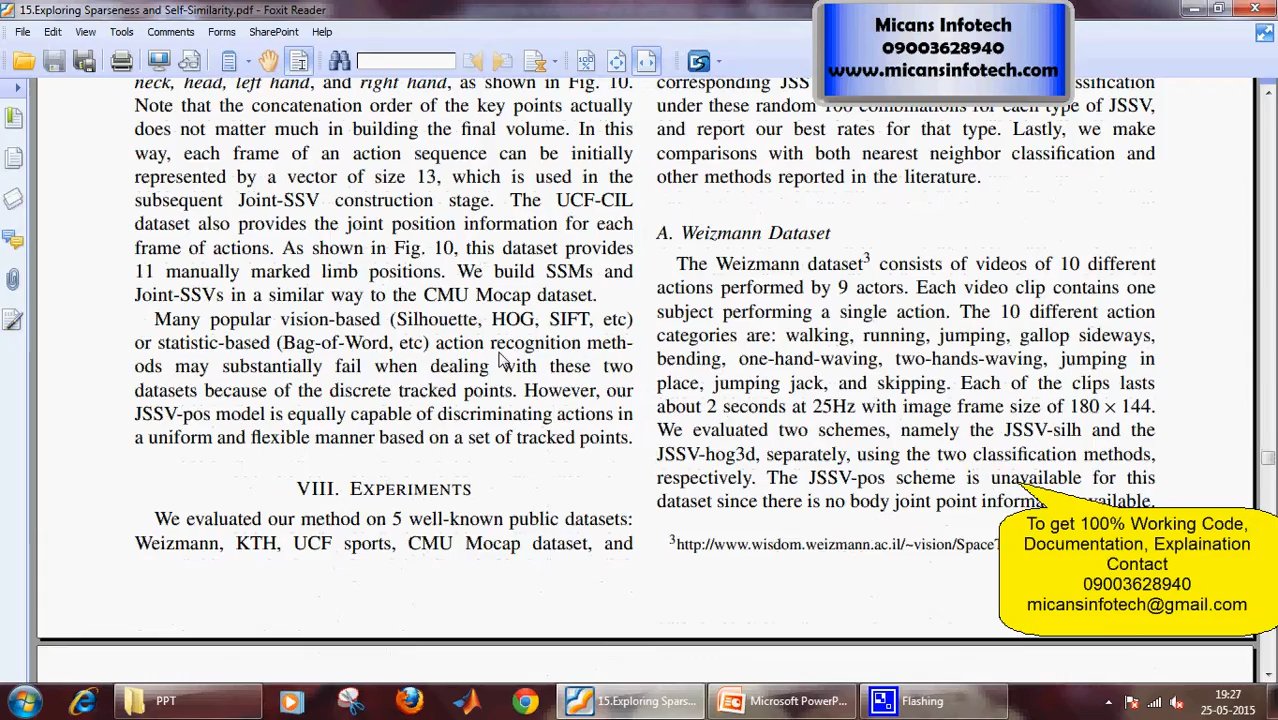 15.Exploring Sparseness and Self-Similarity.pdf - Foxit Reader
File Edit View Tools Comments Forms SharePoint Help
Micans Infotech
09003628940
www.micansinfotech.com
neck, head, left hand, and right hand, as shown in Fig. 10.
Note that the concatenation order of the key points actually
does not matter much in building the final volume. In this
way, each frame of an action sequence can be initially
represented by a vector of size 13, which is used in the
subsequent Joint-SSV construction stage. The UCF-CIL
dataset also provides the joint position information for each
frame of actions. As shown in Fig. 10, this dataset provides
11 manually marked limb positions. We build SSMs and
Joint-SSVs in a similar way to the CMU Mocap dataset.
Many popular vision-based (Silhouette, HOG, SIFT, etc)
or statistic-based (Bag-of-Word, etc) action recognition meth-
ods may substantially fail when dealing with these two
datasets because of the discrete tracked points. However, our
JSSV-pos model is equally capable of discriminating actions in
a uniform and flexible manner based on a set of tracked points.
VIII. EXPERIMENTS
We evaluated our method on 5 well-known public datasets:
Weizmann, KTH, UCF sports, CMU Mocap dataset, and
corresponding JSS ssification
under these random 100 combinations for each type of JSSV,
and report our best rates for that type. Lastly, we make
comparisons with both nearest neighbor classification and
other methods reported in the literature.
A. Weizmann Dataset
The Weizmann dataset3 consists of videos of 10 different
actions performed by 9 actors. Each video clip contains one
subject performing a single action. The 10 different action
categories are: walking, running, jumping, gallop sideways,
bending, one-hand-waving, two-hands-waving, jumping in
place, jumping jack, and skipping. Each of the clips lasts
about 2 seconds at 25Hz with image frame size of 180 × 144.
We evaluated two schemes, namely the JSSV-silh and the
JSSV-hog3d, separately, using the two classification methods,
respectively. The JSSV-pos scheme is unavailable for this
dataset since there is no body joint point inform vailable.
3http://www.wisdom.weizmann.ac.il/~vision/SpaceT
To get 100% Working Code,
Documentation, Explaination
Contact
09003628940
micansinfotech@gmail.com
PPT
15.Exploring Spars...
Microsoft PowerP...
Flashing
19:27
25-05-2015